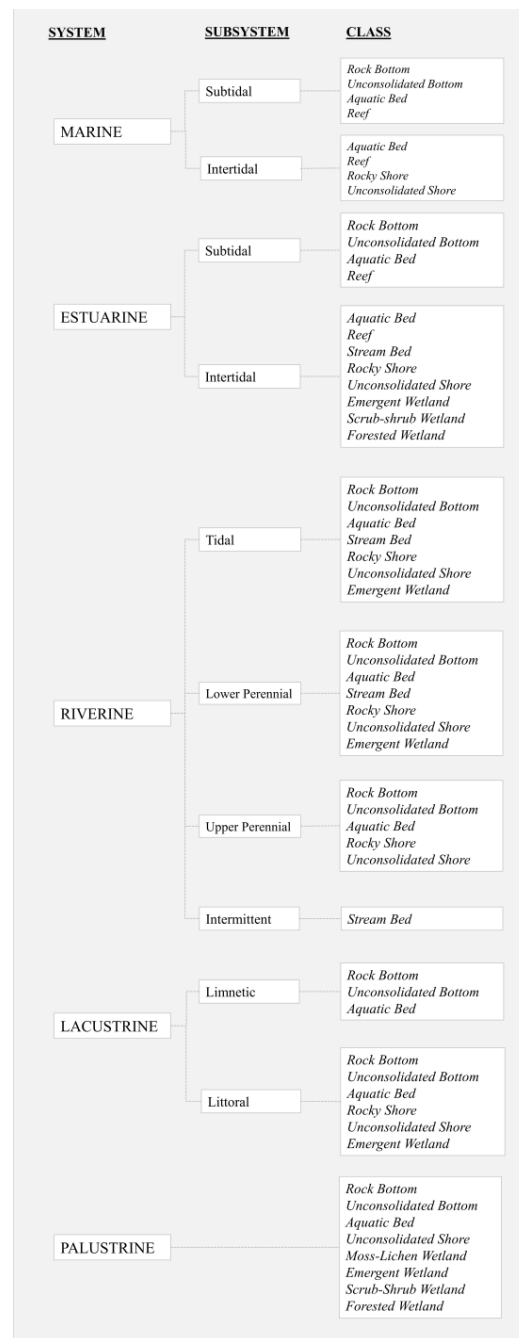 SYSTEM SUBSYSTEM CLASS
MARINE
Subtidal
Rock Bottom
Unconsolidated Bottom
Aquatic Bed
Reef
Intertidal
Aquatic Bed
Reef
Rocky Shore
Unconsolidated Shore
ESTUARINE
Subtidal
Rock Bottom
Unconsolidated Bottom
Aquatic Bed
Reef
Intertidal
Aquatic Bed
Reef
Stream Bed
Rocky Shore
Unconsolidated Shore
Emergent Wetland
Scrub-shrub Wetland
Forested Wetland
RIVERINE
Tidal
Rock Bottom
Unconsolidated Bottom
Aquatic Bed
Stream Bed
Rocky Shore
Unconsolidated Shore
Emergent Wetland
Lower Perennial
Rock Bottom
Unconsolidated Bottom
Aquatic Bed
Stream Bed
Rocky Shore
Unconsolidated Shore
Emergent Wetland
Upper Perennial
Rock Bottom
Unconsolidated Bottom
Aquatic Bed
Rocky Shore
Unconsolidated Shore
Intermittent
Stream Bed
LACUSTRINE
Limnetic
Rock Bottom
Unconsolidated Bottom
Aquatic Bed
Littoral
Rock Bottom
Unconsolidated Bottom
Aquatic Bed
Rocky Shore
Unconsolidated Shore
Emergent Wetland
PALUSTRINE
Rock Bottom
Unconsolidated Bottom
Aquatic Bed
Unconsolidated Shore
Moss-Lichen Wetland
Emergent Wetland
Scrub-Shrub Wetland
Forested Wetland